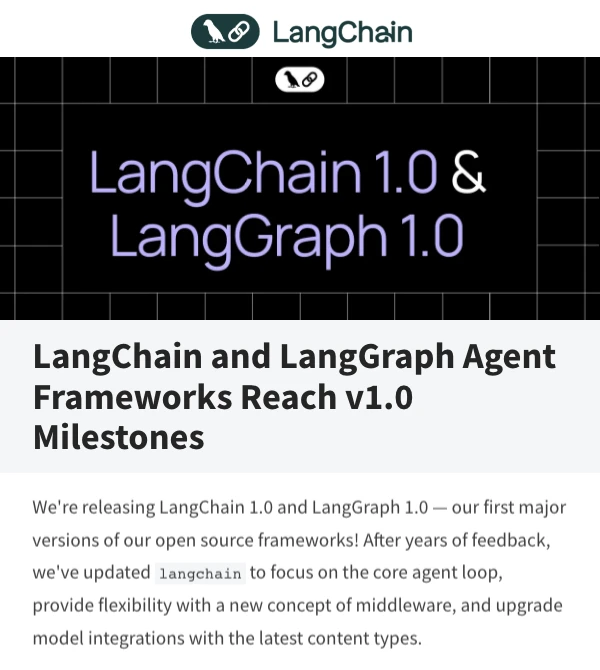 LangChain
LangChain 1.0 &
LangGraph 1.0
LangChain and LangGraph Agent
Frameworks Reach v1.0
Milestones
We're releasing LangChain 1.0 and LangGraph 1.0 — our first major
versions of our open source frameworks! After years of feedback,
we've updated langchain to focus on the core agent loop,
provide flexibility with a new concept of middleware, and upgrade
model integrations with the latest content types.